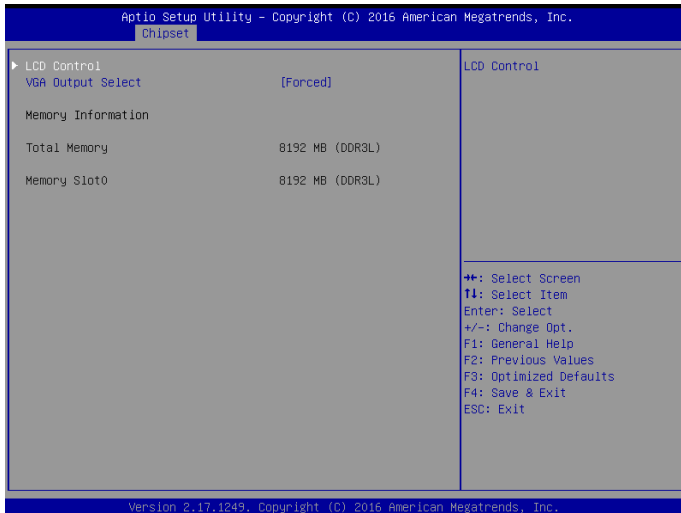 Aptio Setup Utility – Copyright (C) 2016 American Megatrends, Inc.
Chipset
▶ LCD Control
VGA Output Select [Forced]
Memory Information
Total Memory 8192 MB (DDR3L)
Memory Slot0 8192 MB (DDR3L)
LCD Control
→←: Select Screen
↑↓: Select Item
Enter: Select
+/-: Change Opt.
F1: General Help
F2: Previous Values
F3: Optimized Defaults
F4: Save & Exit
ESC: Exit
Version 2.17.1249. Copyright (C) 2016 American Megatrends, Inc.